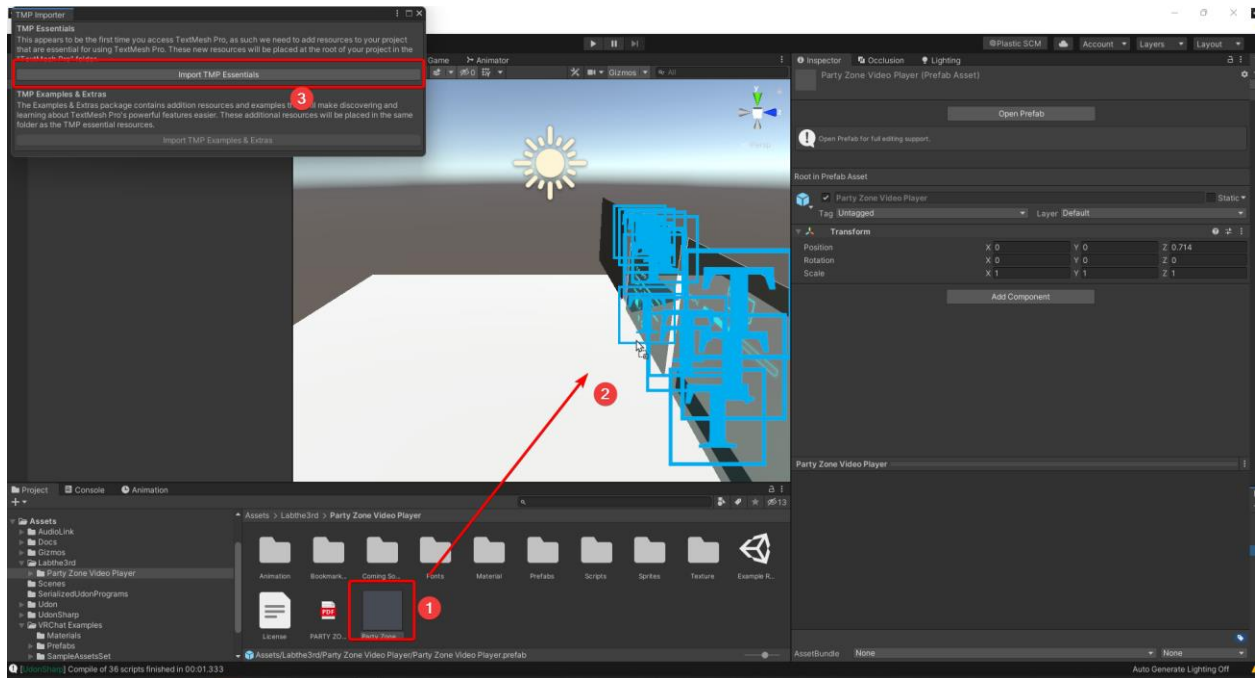 TMP Importer
TMP Essentials
This appears to be the first time you access TextMesh Pro, as such we need to add resources to your project
that are essential for using TextMesh Pro. These new resources will be placed at the root of your project in the
"TextMesh Pro" folder.
Import TMP Essentials
3
TMP Examples & Extras
The Examples & Extras package contains addition resources and examples th ll make discovering and
learning about TextMesh Pro's powerful features easier. These additional resources will be placed in the same
folder as the TMP essential resources.
Import TMP Examples & Extras
Plastic SCM Account Layers Layout
Game Animator
0 Gizmos All
Persp
2
Inspector Occlusion Lighting
Party Zone Video Player (Prefab Asset)
Open Prefab
Open Prefab for full editing support.
Root in Prefab Asset
Party Zone Video Player Static
Tag Untagged Layer Default
Transform
Position X 0 Y 0 Z 0.714
Rotation X 0 Y 0 Z 0
Scale X 1 Y 1 Z 1
Add Component
Party Zone Video Player
AssetBundle None None
Project Console Animation
13
Assets
AudioLink
Docs
Gizmos
Labthe3rd
Party Zone Video Player
Scenes
SerializedUdonPrograms
Udon
UdonSharp
VRChat Examples
Materials
Prefabs
SampleAssetsSet
Assets > Labthe3rd > Party Zone Video Player
Animation Bookmark... Coming So... Fonts Material Prefabs Scripts Sprites Texture Example R...
PDF
License PARTY ZO... Party Zone...
1
Assets/Labthe3rd/Party Zone Video Player/Party Zone Video Player.prefab
[UdonSharp] Compile of 36 scripts finished in 00:01.333
Auto Generate Lighting Off